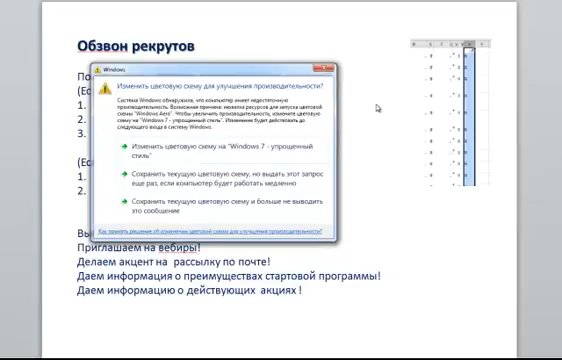 Обзвон рекрутов
Windows
Изменить цветовую схему для улучшения производительности?
Система Windows обнаружила, что компьютер имеет недостаточную
производительность. Возможная причина: нехватка ресурсов для запуска цветовой
схемы "Windows Aero". Чтобы увеличить производительность, измените цветовую
схему на "Windows 7 - упрощенный стиль". Изменение будет действовать до
следующего входа в систему Windows.
Изменить цветовую схему на "Windows 7 - упрощенный
стиль"
Сохранить текущую цветовую схему, но выдать этот запрос
еще раз, если компьютер будет работать медленно
Сохранить текущую цветовую схему и больше не выводить
это сообщение
Как принять решение об изменении цветовой схемы для улучшения производительности?
По
(Ес
1.
2.
3.
(Ес
1.
2.
Вы
Приглашаем на вебиры!
Делаем акцент на рассылку по почте!
Даем информация о преимуществах стартовой программы!
Даем информацию о действующих акциях !